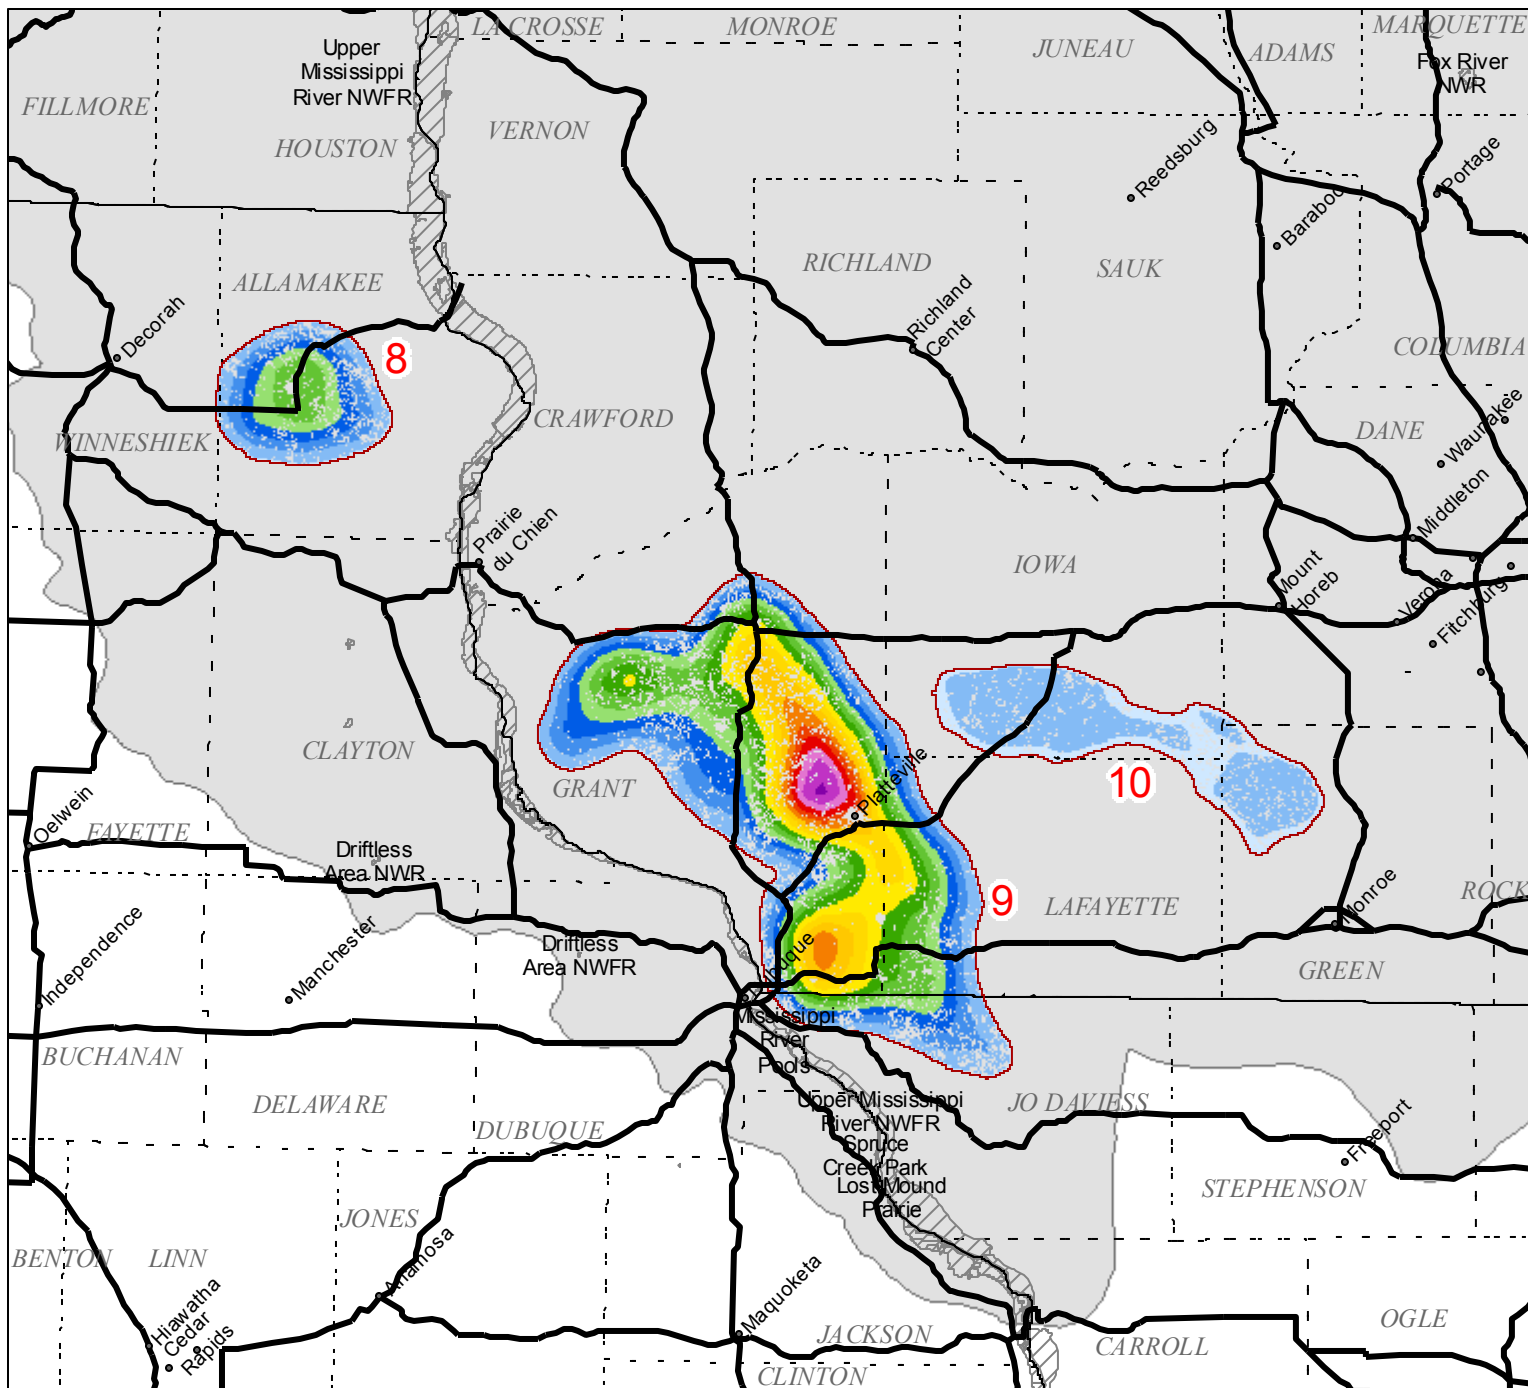 LA CROSSE
MONROE
JUNEAU
ADAMS
MARQUETTE
Upper
Mississippi
River NWFR
Fox River
NWR
FILLMORE
HOUSTON
VERNON
Reedsburg
Portage
Baraboo
RICHLAND
SAUK
ALLAMAKEE
Decorah
Richland
Center
COLUMBIA
8
WINNESHIEK
CRAWFORD
DANE
Waunakee
Middleton
Prairie
du Chien
IOWA
Mount
Horeb
Verona
Fitchburg
CLAYTON
GRANT
Platteville
10
Oelwein
FAYETTE
Driftless
Area NWR
9
LAFAYETTE
Monroe
ROCK
Independence
Manchester
Driftless
Area NWFR
Dubuque
GREEN
Mississippi
River
Pools
BUCHANAN
DELAWARE
DUBUQUE
Upper Mississippi
River NWFR
JO DAVIESS
Spruce
Creek Park
Lost Mound
Prairie
Freeport
STEPHENSON
JONES
Anamosa
BENTON
LINN
Hiawatha
Cedar
Rapids
Maquoketa
JACKSON
CARROLL
OGLE
CLINTON